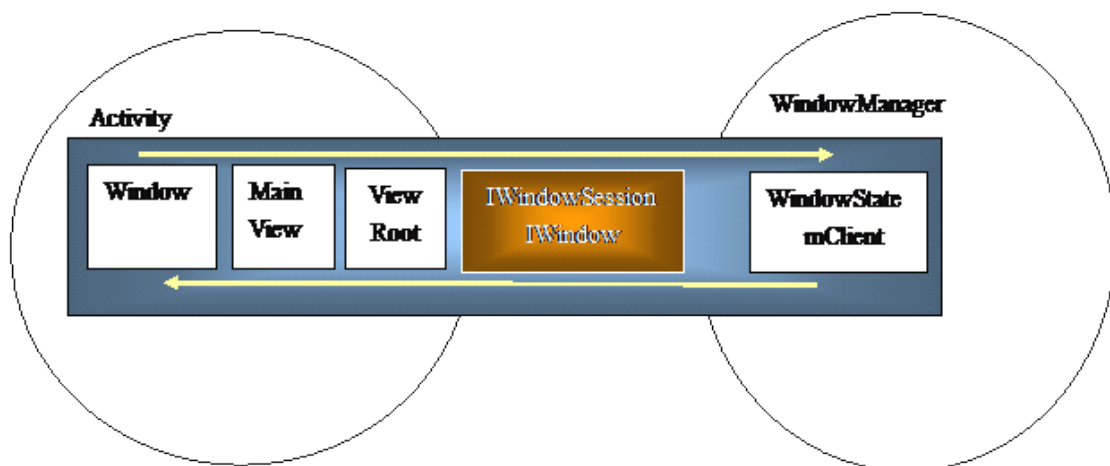 Activity
WindowManager
Window
Main
View
View
Root
IWindowSession
IWindow
WindowState
mClient